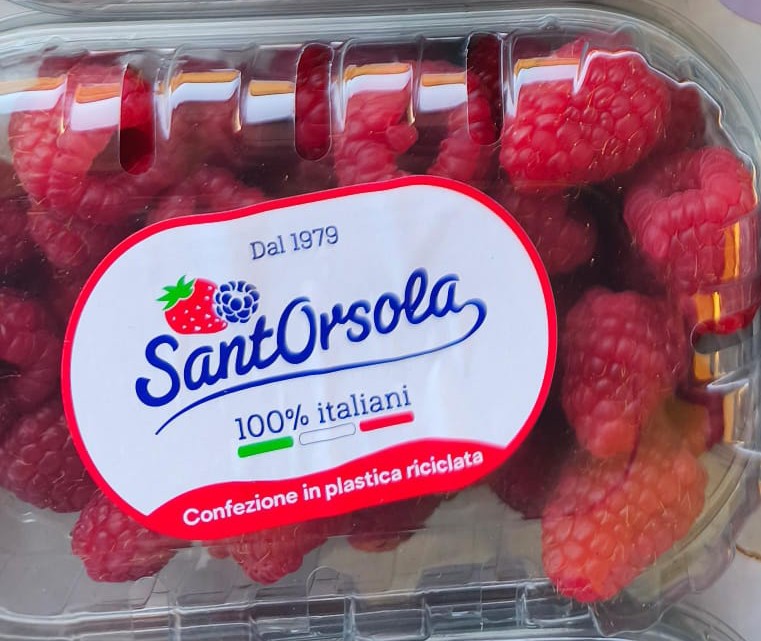 Dal 1979
SantOrsola
100% italiani
Confezione in plastica riciclata